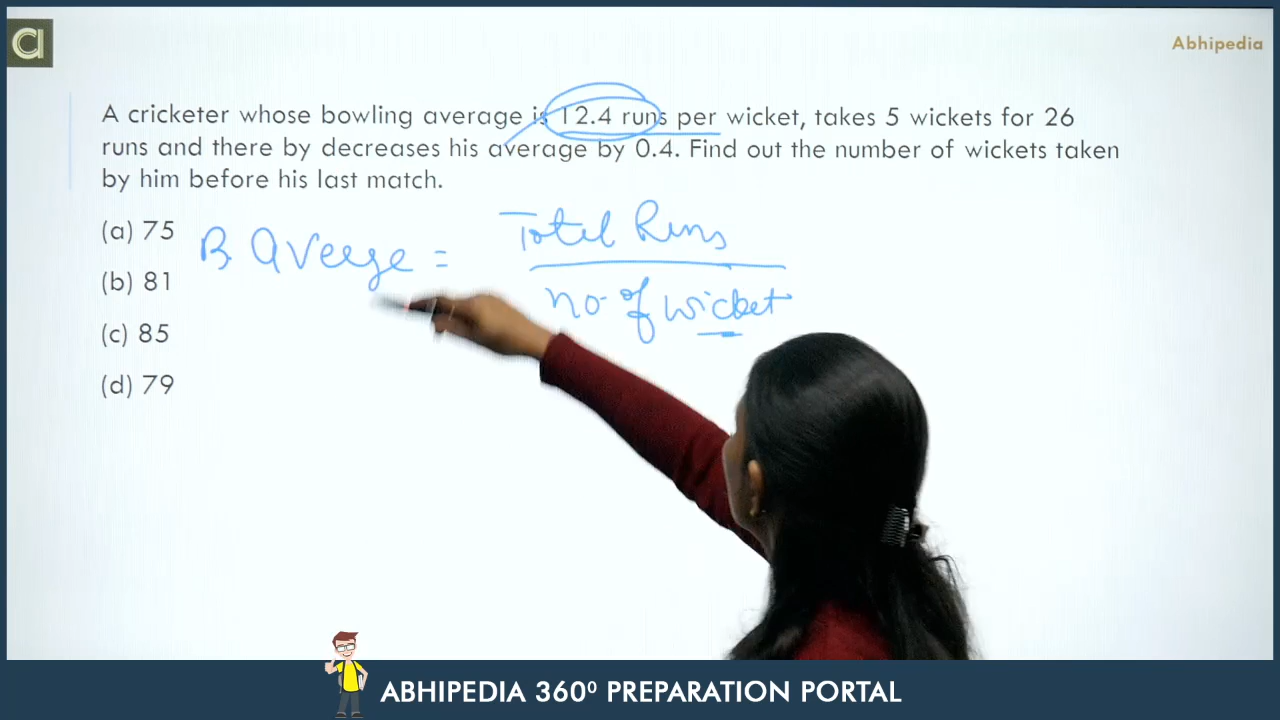 Abhipedia
A cricketer whose bowling average is 12.4 runs per wicket, takes 5 wickets for 26
runs and there by decreases his average by 0.4. Find out the number of wickets taken
by him before his last match.
(a) 75
(b) 81
(c) 85
(d) 79
B. Averge = Total Runs
no. of wicket
ABHIPEDIA 360⁰ PREPARATION PORTAL